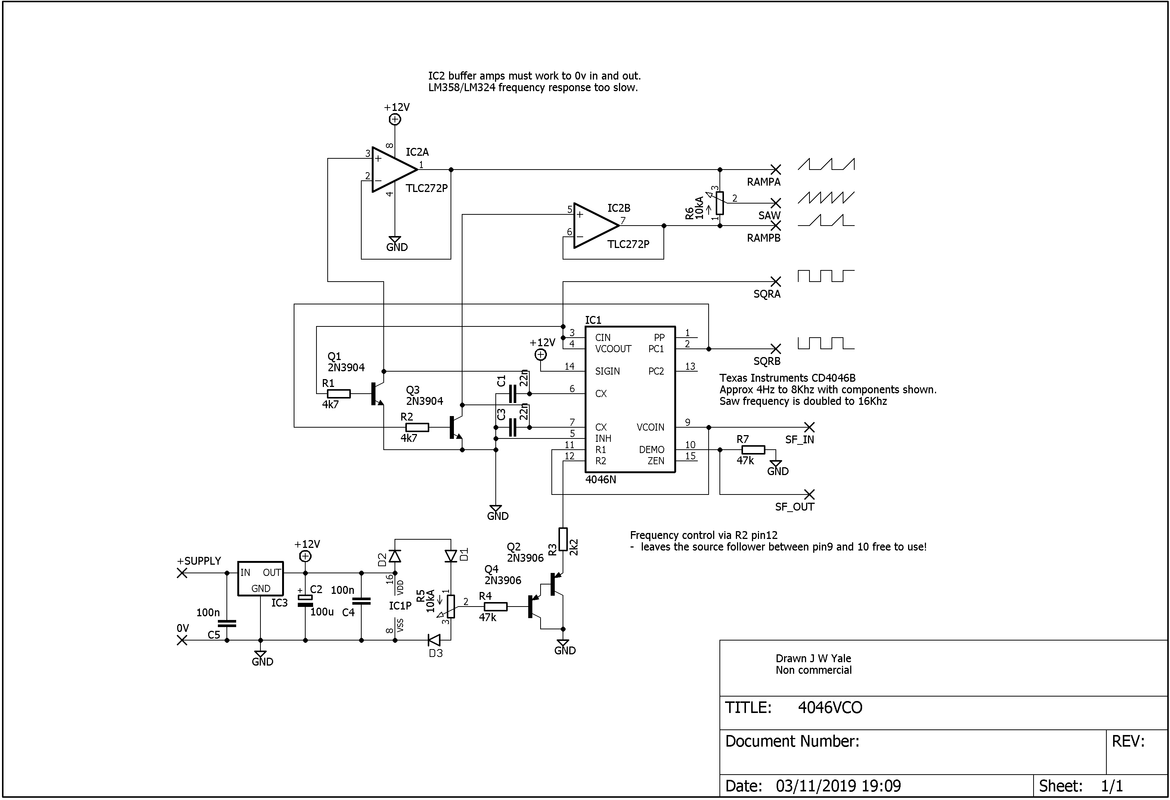 IC2 buffer amps must work to 0v in and out.
LM358/LM324 frequency response too slow.
+12V
8
3
+
IC2A
1
2
-
4
TLC272P
GND
RAMPA
3
R6
10kA
2
1
SAW
RAMPB
5
+
IC2B
7
6
-
TLC272P
SQRA
IC1
+12V
3
CIN
PP
1
4
VCOOUT
PC1
2
SQRB
14
SIGIN
PC2
13
C1
22n
6
CX
C3
22n
7
CX
VCOIN
9
SF_IN
5
INH
11
R1
DEMO
10
12
R2
ZEN
15
4046N
Texas Instruments CD4046B
Approx 4Hz to 8Khz with components shown.
Saw frequency is doubled to 16Khz
Q1
2N3904
R1
4k7
Q3
2N3904
R2
4k7
R7
47k
GND
SF_OUT
GND
Frequency control via R2 pin12
- leaves the source follower between pin9 and 10 free to use!
R3
2k2
Q2
2N3906
Q4
2N3906
+SUPPLY
IN
OUT
GND
IC3
+12V
+
C2
100u
100n
C4
100n
C5
0V
GND
D2
D1
16
VDD
IC1P
8
VSS
R5
10kA
1
2
3
D3
R4
47k
GND
Drawn J W Yale
Non commercial
TITLE: 4046VCO
Document Number:
REV:
Date: 03/11/2019 19:09
Sheet: 1/1